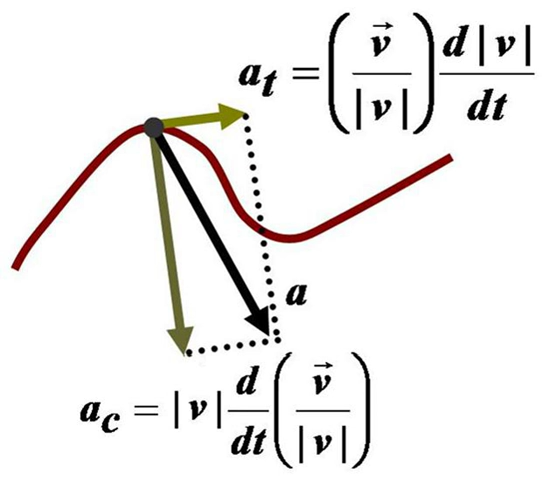 a_t = (v⃗ / |v|) d|v| / dt
a
a_c = |v| d/dt (v⃗ / |v|)